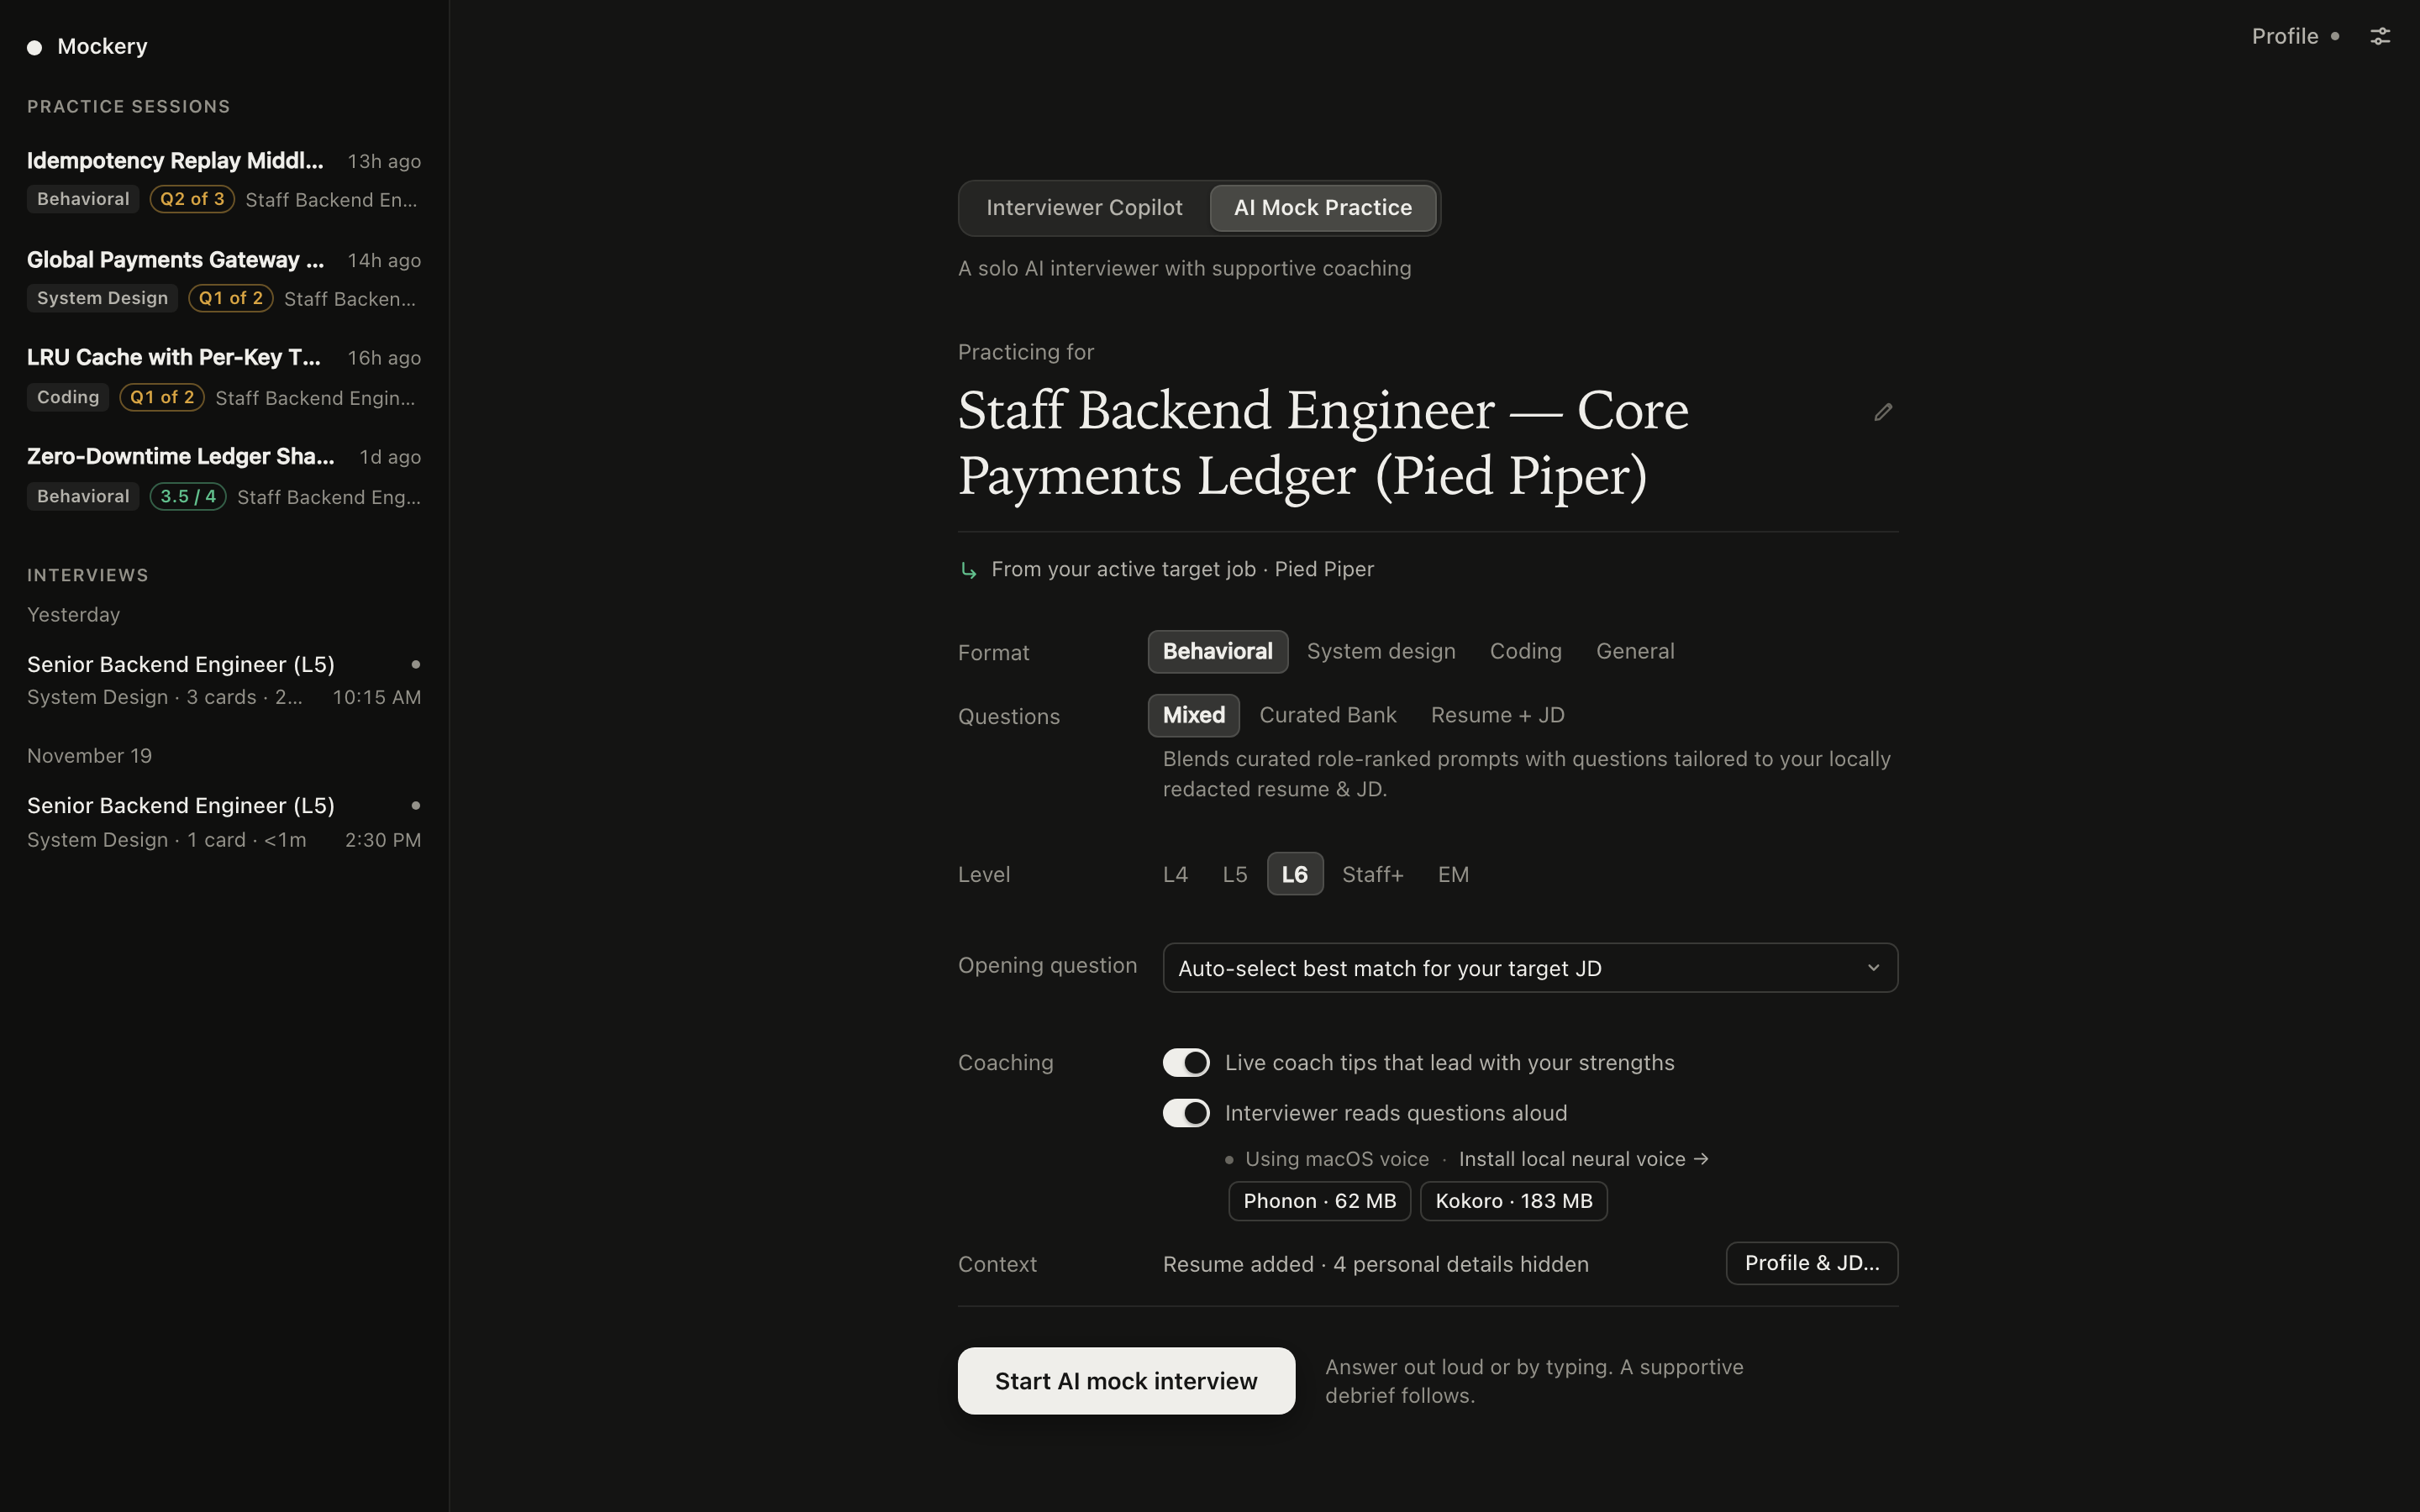 Mockery
PRACTICE SESSIONS
Idempotency Replay Middl... 13h ago
Behavioral Q2 of 3 Staff Backend En...
Global Payments Gateway ... 14h ago
System Design Q1 of 2 Staff Backen...
LRU Cache with Per-Key T... 16h ago
Coding Q1 of 2 Staff Backend Engin...
Zero-Downtime Ledger Sha... 1d ago
Behavioral 3.5 / 4 Staff Backend Eng...
INTERVIEWS
Yesterday
Senior Backend Engineer (L5)
System Design · 3 cards · 2... 10:15 AM
November 19
Senior Backend Engineer (L5)
System Design · 1 card · <1m 2:30 PM
Profile
Interviewer Copilot AI Mock Practice
A solo AI interviewer with supportive coaching
Practicing for
Staff Backend Engineer — Core
Payments Ledger (Pied Piper)
From your active target job · Pied Piper
Format Behavioral System design Coding General
Questions Mixed Curated Bank Resume + JD
Blends curated role-ranked prompts with questions tailored to your locally
redacted resume & JD.
Level L4 L5 L6 Staff+ EM
Opening question Auto-select best match for your target JD
Coaching Live coach tips that lead with your strengths
Interviewer reads questions aloud
Using macOS voice · Install local neural voice →
Phonon · 62 MB Kokoro · 183 MB
Context Resume added · 4 personal details hidden Profile & JD...
Start AI mock interview
Answer out loud or by typing. A supportive
debrief follows.